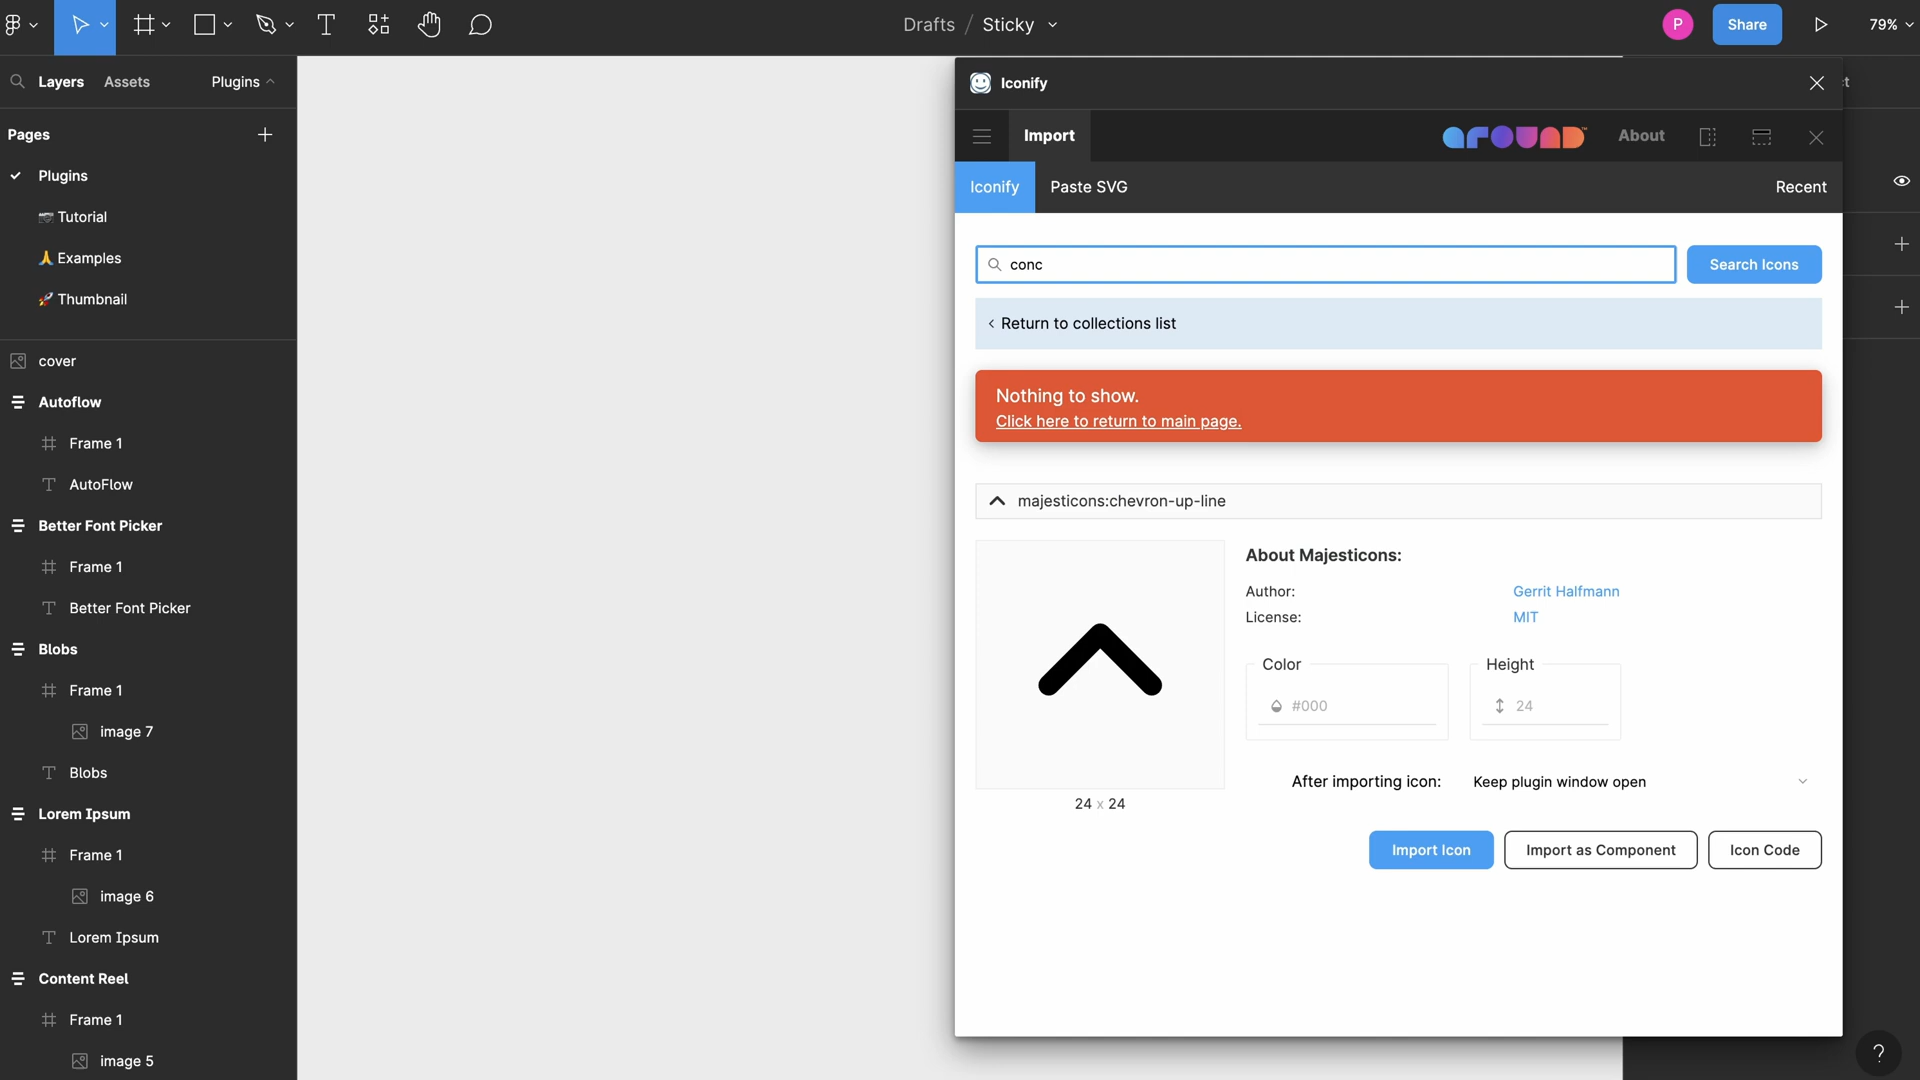 Drafts / Sticky
P
Share
79%
Layers
Assets
Plugins
Pages
Plugins
Tutorial
Examples
Thumbnail
cover
Autoflow
Frame 1
AutoFlow
Better Font Picker
Frame 1
Better Font Picker
Blobs
Frame 1
image 7
Blobs
Lorem Ipsum
Frame 1
image 6
Lorem Ipsum
Content Reel
Frame 1
image 5
Iconify
Import
around™
About
Iconify
Paste SVG
Recent
conc
Search Icons
< Return to collections list
Nothing to show.
Click here to return to main page.
majesticons:chevron-up-line
24 x 24
About Majesticons:
Author: Gerrit Halfmann
License: MIT
Color
#000
Height
24
After importing icon: Keep plugin window open
Import Icon
Import as Component
Icon Code
?